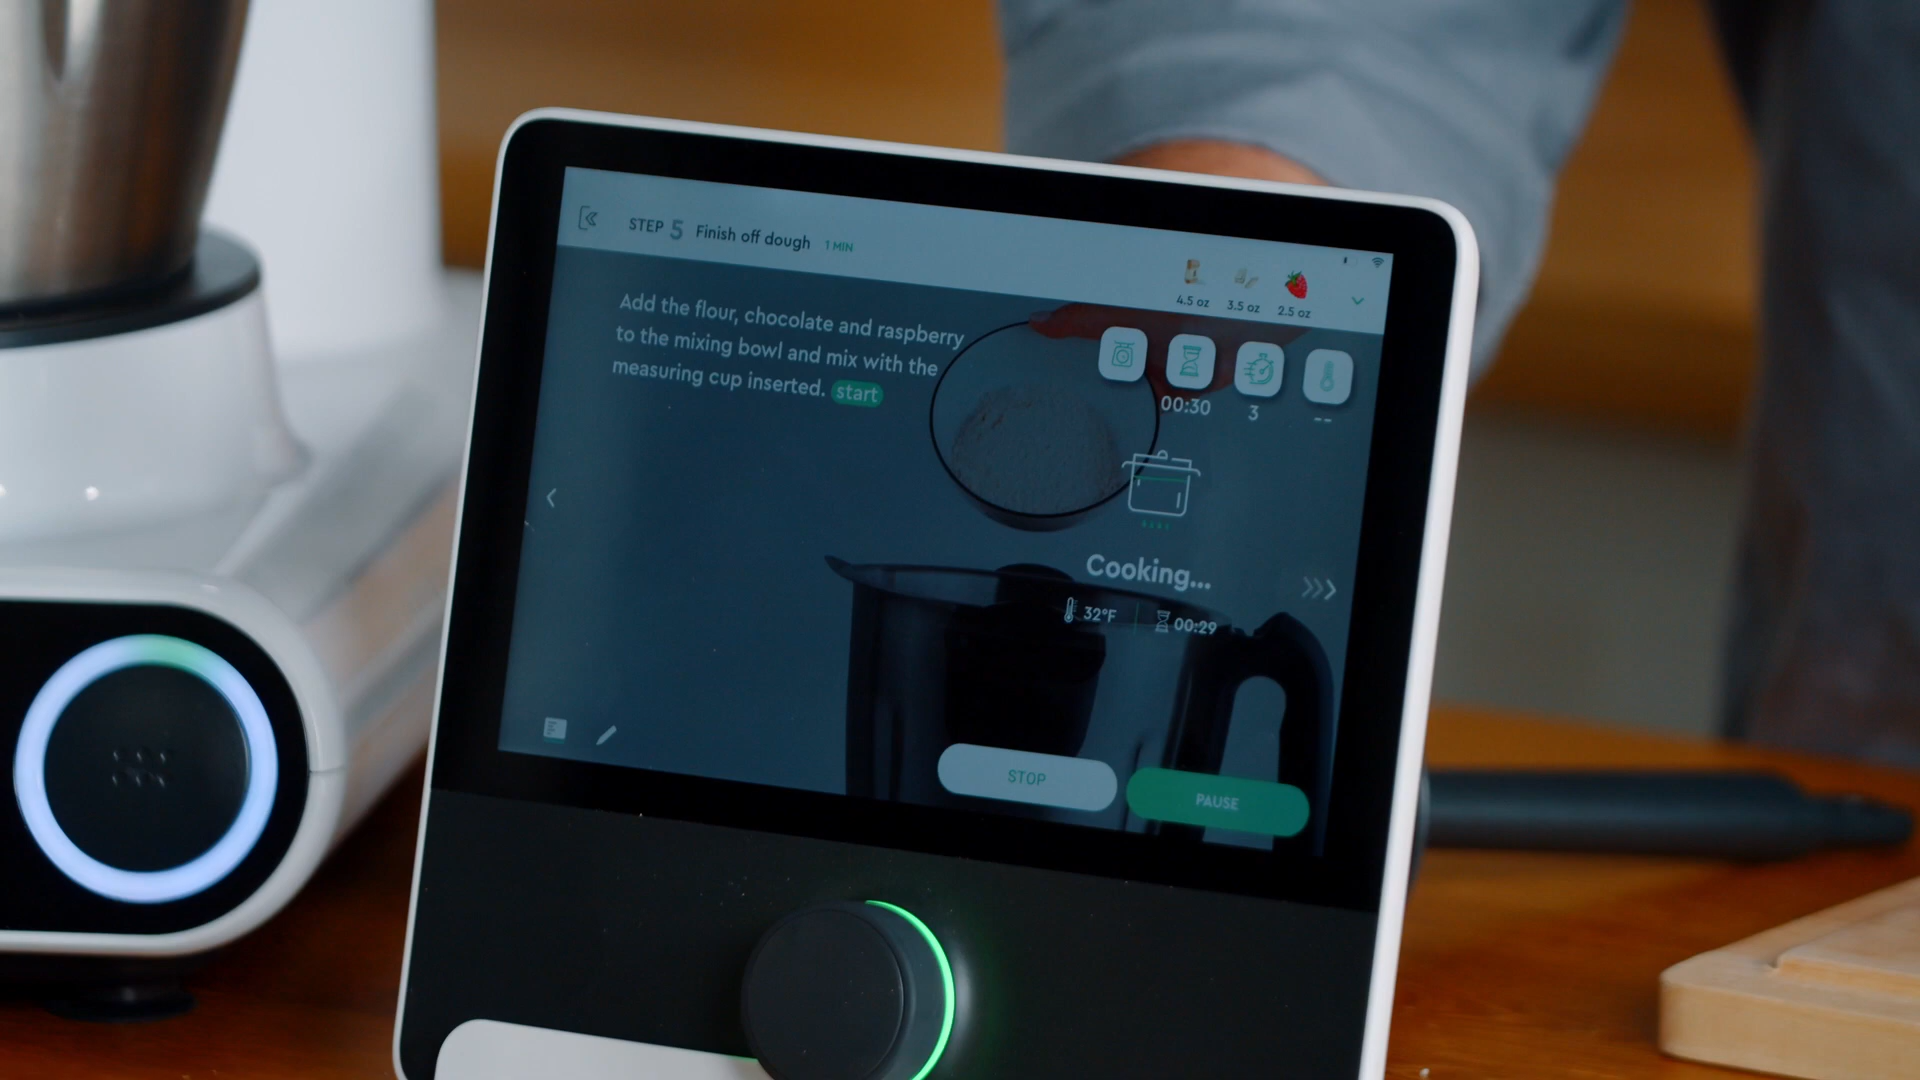 STEP 5 Finish off dough 1 MIN
4.5 oz 3.5 oz 2.5 oz
Add the flour, chocolate and raspberry
to the mixing bowl and mix with the
measuring cup inserted. start
00:30 3 --
Cooking...
32°F 00:29
STOP PAUSE